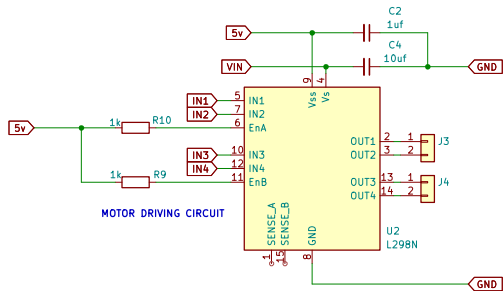 C2
1uf
5v
C4
10uf
VIN
GND
9
4
Vss
Vs
IN1
5
IN1
IN2
7
IN2
5v
1k
R10
6
EnA
OUT1
2
1
J3
OUT2
3
2
IN3
10
IN3
IN4
12
IN4
1k
R9
11
EnB
OUT3
13
1
J4
OUT4
14
2
MOTOR DRIVING CIRCUIT
SENSE_A
SENSE_B
GND
U2
L298N
1
15
8
GND